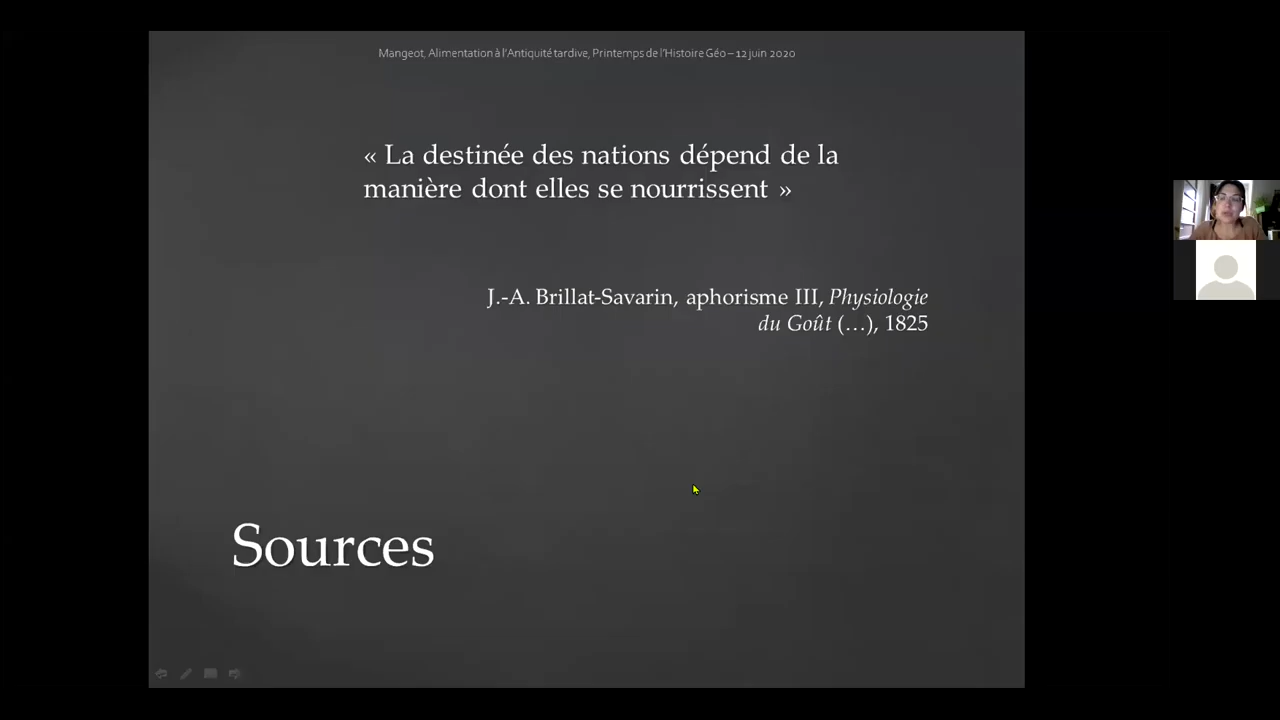 Mangeot, Alimentation à l'Antiquité tardive, Printemps de l'Histoire Géo – 12 juin 2020
« La destinée des nations dépend de la
manière dont elles se nourrissent »
J.-A. Brillat-Savarin, aphorisme III, Physiologie
du Goût (…), 1825
Sources